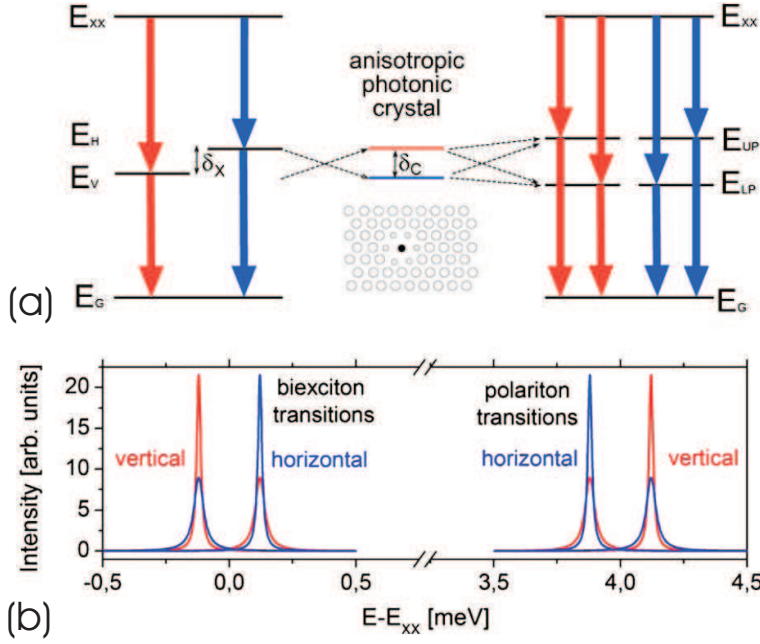 E_XX
E_XX
anisotropic
photonic
crystal
E_H
δ_X
δ_C
E_UP
E_V
E_LP
E_G
E_G
(a)
20
15
10
5
0
Intensity [arb. units]
biexciton
transitions
vertical
horizontal
polariton
transitions
horizontal
vertical
-0,5
0,0
0,5
3,5
4,0
4,5
E-E_xx [meV]
(b)